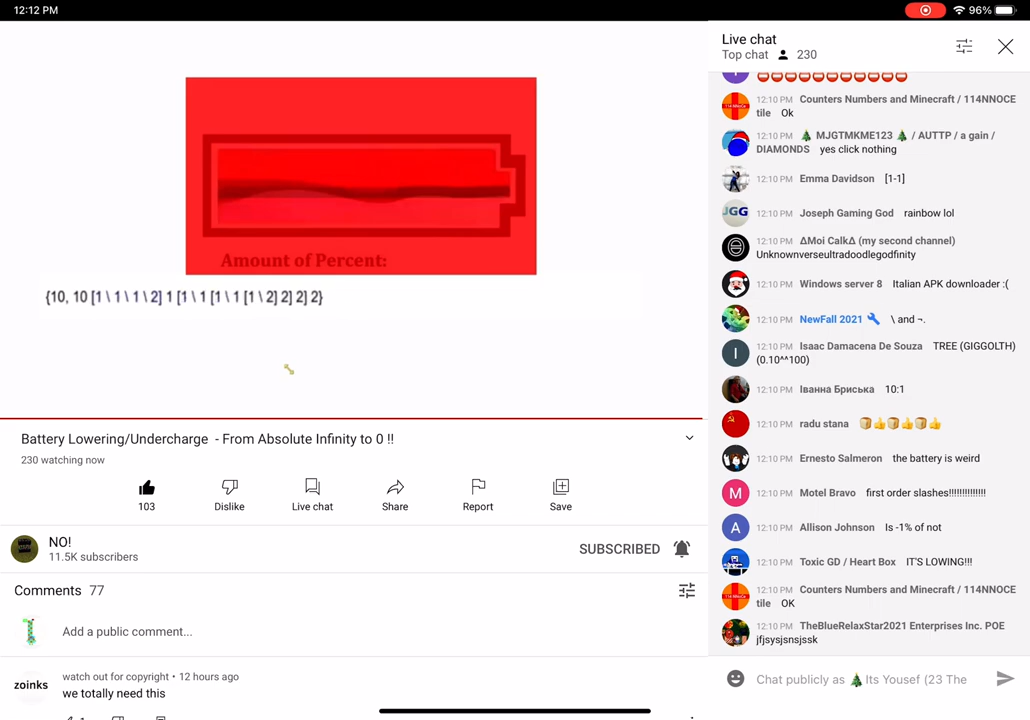 12:12 PM
96%
Amount of Percent:
{10, 10 [1 \ 1 \ 1 \ 2] 1 [1 \ 1 [1 \ 1 [1 \ 2] 2] 2] 2}
Battery Lowering/Undercharge - From Absolute Infinity to 0 !!
230 watching now
103
Dislike
Live chat
Share
Report
Save
NO!
11.5K subscribers
SUBSCRIBED
Comments 77
Add a public comment...
zoinks
watch out for copyright • 12 hours ago
we totally need this
Live chat
Top chat 230
12:10 PM Counters Numbers and Minecraft / 114NNOCE
tile Ok
12:10 PM 🎄 MJGTMKME123 🎄 / AUTTP / a gain /
DIAMONDS yes click nothing
12:10 PM Emma Davidson [1-1]
JGG
12:10 PM Joseph Gaming God rainbow lol
12:10 PM ΔMoi CalkΔ (my second channel)
Unknownverseultradoodlegodfinity
12:10 PM Windows server 8 Italian APK downloader :(
12:10 PM NewFall 2021 🔧 \ and ¬.
I
12:10 PM Isaac Damacena De Souza TREE (GIGGOLTH)
(0.10^^100)
12:10 PM Іванна Бриська 10:1
12:10 PM radu stana 🍞👍🍞👍🍞👍
12:10 PM Ernesto Salmeron the battery is weird
M
12:10 PM Motel Bravo first order slashes!!!!!!!!!!!!!!
A
12:10 PM Allison Johnson Is -1% of not
12:10 PM Toxic GD / Heart Box IT'S LOWING!!!
12:10 PM Counters Numbers and Minecraft / 114NNOCE
tile OK
12:10 PM TheBlueRelaxStar2021 Enterprises Inc. POE
jfjsysjsnsjssk
Chat publicly as 🎄Its Yousef (23 The